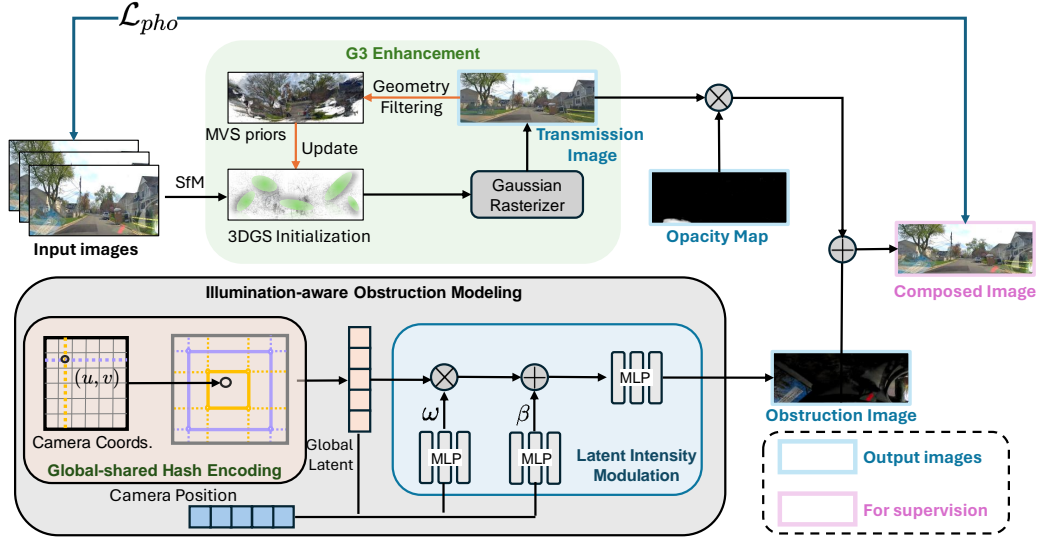 ℒ_pho
G3 Enhancement
Geometry
Filtering
MVS priors
Transmission
Image
Update
SfM
Gaussian
Rasterizer
Input images
3DGS Initialization
Opacity Map
Composed Image
Illumination-aware Obstruction Modeling
(u, v)
Camera Coords.
Global-shared Hash Encoding
Global
Latent
Camera Position
ω
β
MLP
MLP
MLP
Latent Intensity
Modulation
Obstruction Image
Output images
For supervision